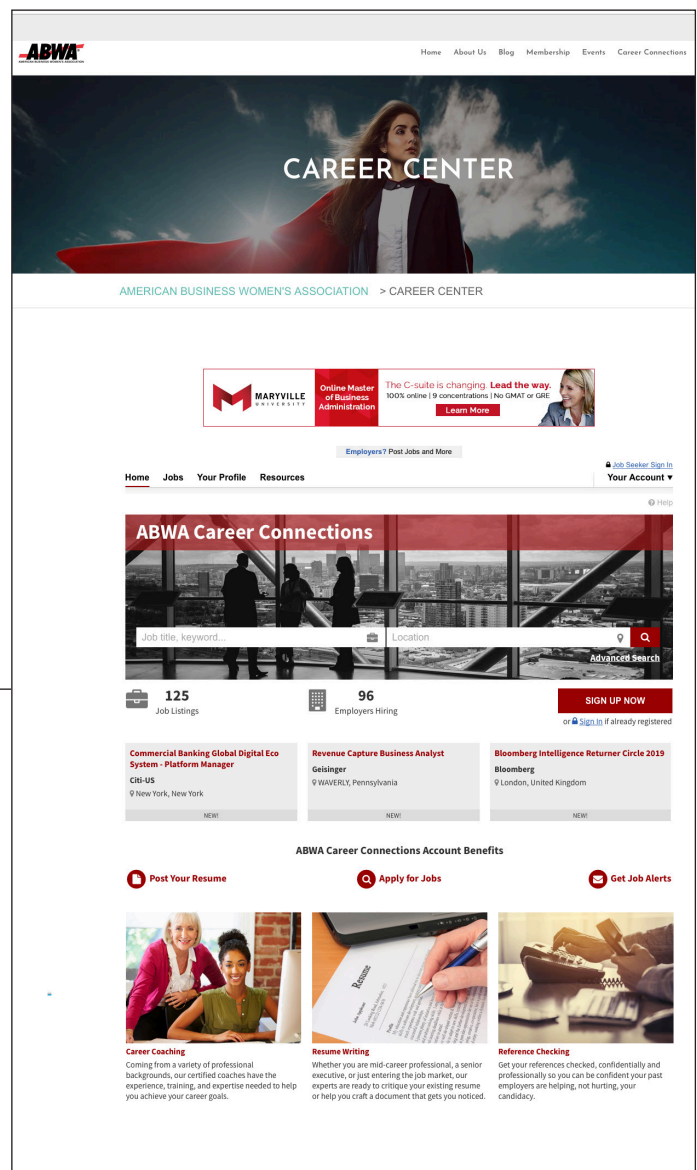 ABWA
AMERICAN BUSINESS WOMEN'S ASSOCIATION
Home About Us Blog Membership Events Career Connections
CAREER CENTER
AMERICAN BUSINESS WOMEN'S ASSOCIATION > CAREER CENTER
MARYVILLE
UNIVERSITY
Online Master
of Business
Administration
The C-suite is changing. Lead the way.
100% online | 9 concentrations | No GMAT or GRE
Learn More
Employers? Post Jobs and More
Job Seeker Sign In
Home Jobs Your Profile Resources Your Account
Help
ABWA Career Connections
Job title, keyword... Location
Advanced Search
125
Job Listings
96
Employers Hiring
SIGN UP NOW
or Sign In if already registered
Commercial Banking Global Digital Eco
System - Platform Manager
Citi-US
New York, New York
NEW!
Revenue Capture Business Analyst
Geisinger
WAVERLY, Pennsylvania
NEW!
Bloomberg Intelligence Returner Circle 2019
Bloomberg
London, United Kingdom
NEW!
ABWA Career Connections Account Benefits
Post Your Resume Apply for Jobs Get Job Alerts
Resume
Career Coaching
Coming from a variety of professional
backgrounds, our certified coaches have the
experience, training, and expertise needed to help
you achieve your career goals.
Resume Writing
Whether you are mid-career professional, a senior
executive, or just entering the job market, our
experts are ready to critique your existing resume
or help you craft a document that gets you noticed.
Reference Checking
Get your references checked, confidentially and
professionally so you can be confident your past
employers are helping, not hurting, your
candidacy.